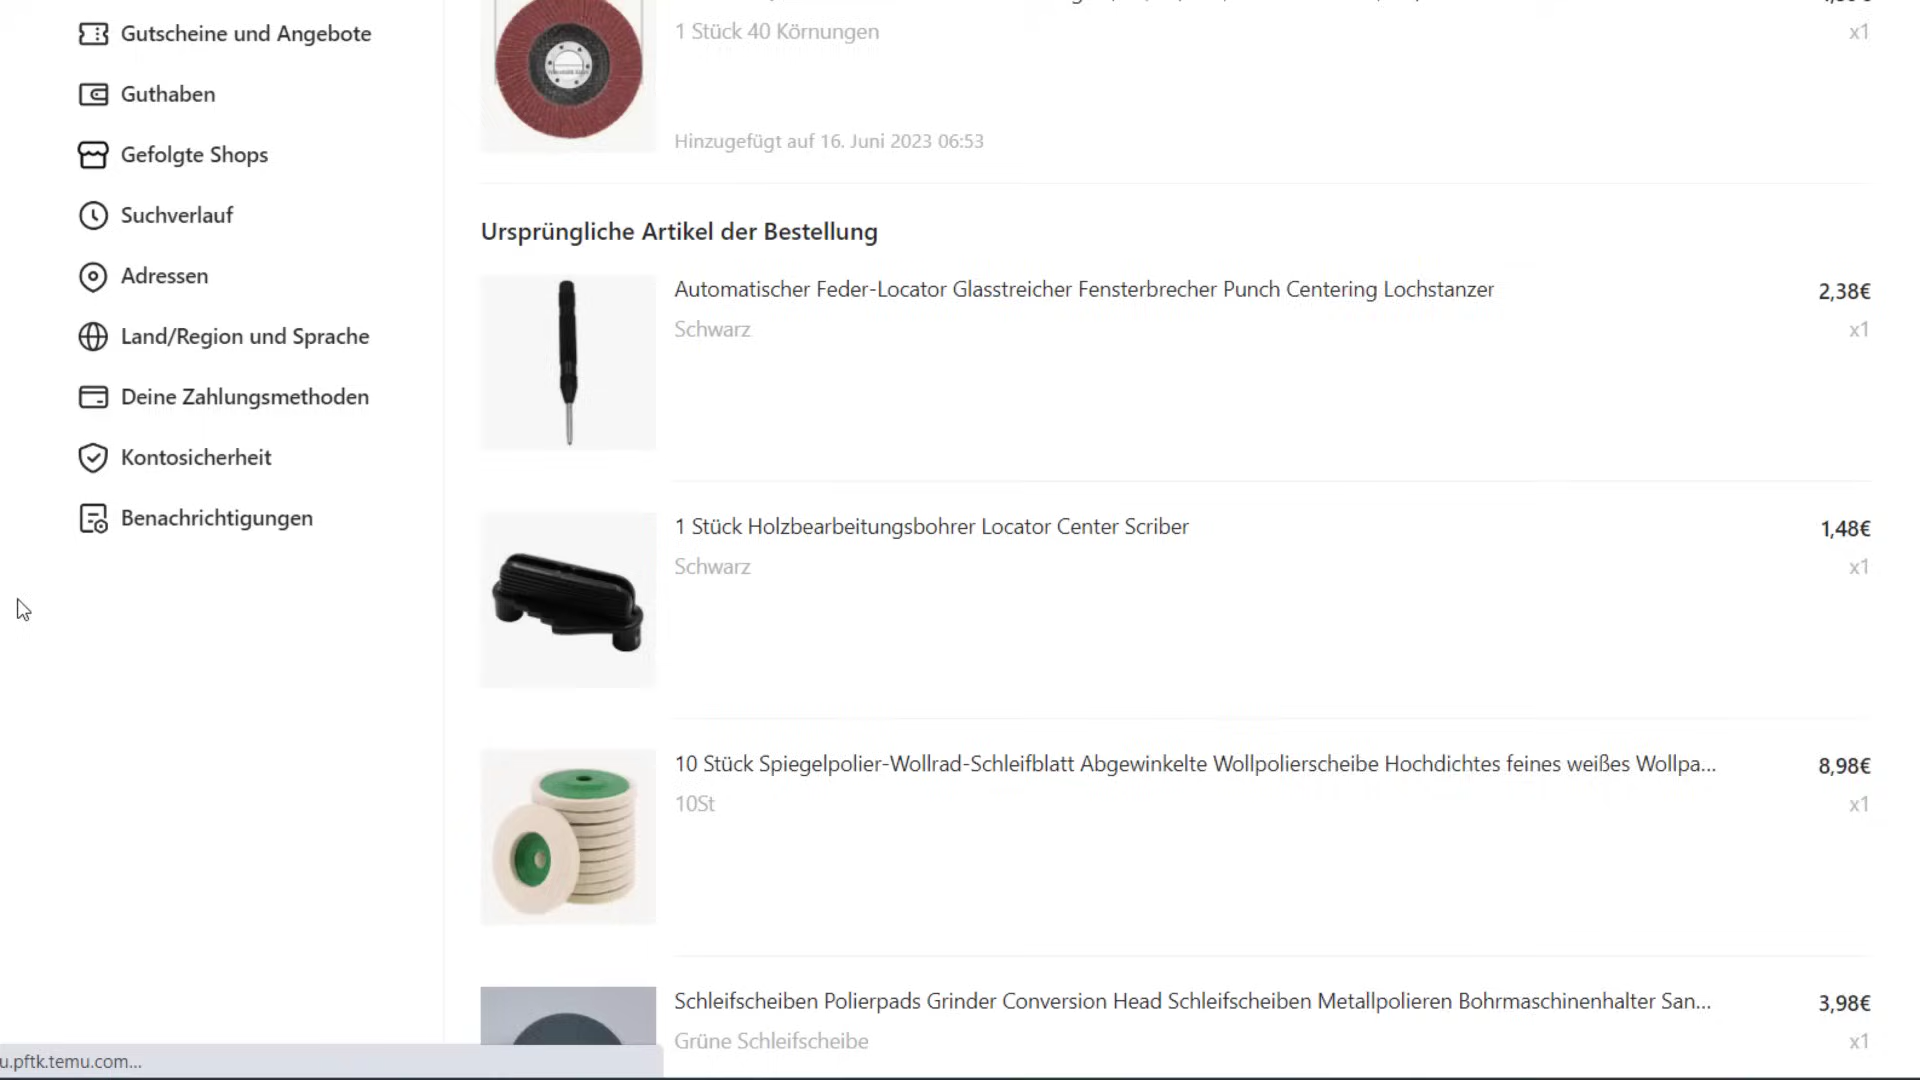 Gutscheine und Angebote
Guthaben
Gefolgte Shops
Suchverlauf
Adressen
Land/Region und Sprache
Deine Zahlungsmethoden
Kontosicherheit
Benachrichtigungen
1 Stück 40 Körnungen
x1
Hinzugefügt auf 16. Juni 2023 06:53
Ursprüngliche Artikel der Bestellung
Automatischer Feder-Locator Glasstreicher Fensterbrecher Punch Centering Lochstanzer
2,38€
Schwarz
x1
1 Stück Holzbearbeitungsbohrer Locator Center Scriber
1,48€
Schwarz
x1
10 Stück Spiegelpolier-Wollrad-Schleifblatt Abgewinkelte Wollpolierscheibe Hochdichtes feines weißes Wollpa...
8,98€
10St
x1
Schleifscheiben Polierpads Grinder Conversion Head Schleifscheiben Metallpolieren Bohrmaschinenhalter San...
3,98€
Grüne Schleifscheibe
x1
u.pftk.temu.com...